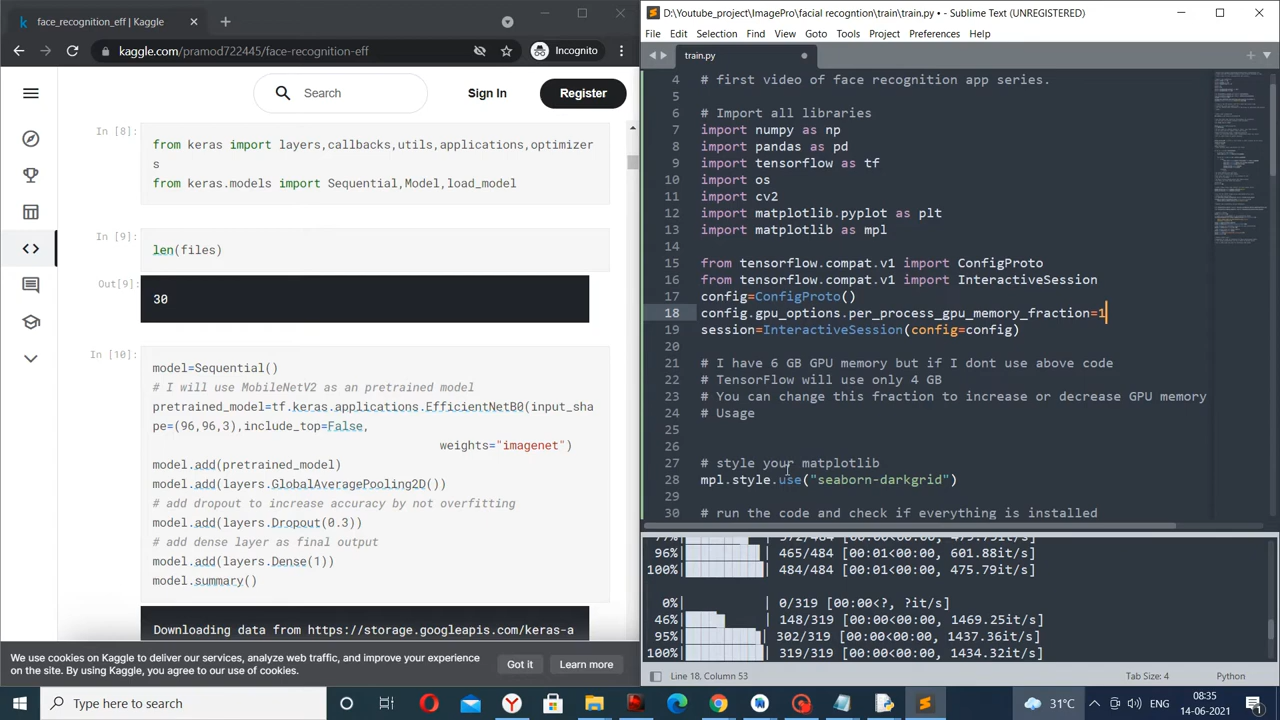 face_recognition_eff | Kaggle
kaggle.com/pramod722445/face-recognition-eff
Incognito
Search
Sign In
Register
In [8]:
from keras import layers,callbacks,utils,applications,optimizer
s
from keras.models import Sequential,Model,load_model
In [9]:
len(files)
Out[9]:
30
In [10]:
model=Sequential()
# I will use MobileNetV2 as an pretrained model
pretrained_model=tf.keras.applications.EfficientNetB0(input_sha
pe=(96,96,3),include_top=False,
weights="imagenet")
model.add(pretrained_model)
model.add(layers.GlobalAveragePooling2D())
# add dropout to increase accuracy by not overfitting
model.add(layers.Dropout(0.3))
# add dense layer as final output
model.add(layers.Dense(1))
model.summary()
Downloading data from https://storage.googleapis.com/keras-a
We use cookies on Kaggle to deliver our services, analyze web traffic, and improve your experience
on the site. By using Kaggle, you agree to our use of cookies.
Got it
Learn more
D:\Youtube_project\ImagePro\facial recogntion\train\train.py • - Sublime Text (UNREGISTERED)
File Edit Selection Find View Goto Tools Project Preferences Help
train.py
4 # first video of face recognition app series.
5
6 # Import all libraries
7 import numpy as np
8 import pandas as pd
9 import tensorflow as tf
10 import os
11 import cv2
12 import matplotlib.pyplot as plt
13 import matplotlib as mpl
14
15 from tensorflow.compat.v1 import ConfigProto
16 from tensorflow.compat.v1 import InteractiveSession
17 config=ConfigProto()
18 config.gpu_options.per_process_gpu_memory_fraction=1
19 session=InteractiveSession(config=config)
20
21 # I have 6 GB GPU memory but if I dont use above code
22 # TensorFlow will use only 4 GB
23 # You can change this fraction to increase or decrease GPU memory
24 # Usage
25
26
27 # style your matplotlib
28 mpl.style.use("seaborn-darkgrid")
29
30 # run the code and check if everything is installed
77%| | 372/484 [00:00<00:00, 479.75it/s]
96%| | 465/484 [00:01<00:00, 601.88it/s]
100%| | 484/484 [00:01<00:00, 475.79it/s]
0%| | 0/319 [00:00<?, ?it/s]
46%| | 148/319 [00:00<00:00, 1469.25it/s]
95%| | 302/319 [00:00<00:00, 1437.36it/s]
100%| | 319/319 [00:00<00:00, 1434.32it/s]
Line 18, Column 53
Tab Size: 4
Python
Type here to search
31°C
ENG
08:35
14-06-2021
1